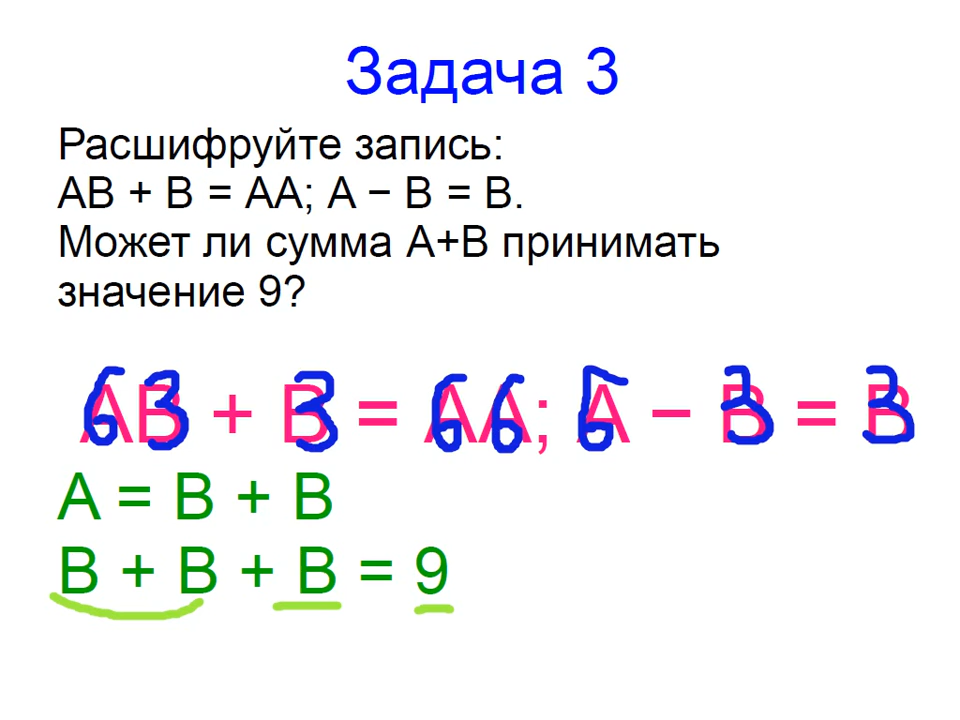 Задача 3
Расшифруйте запись:
АВ + В = АА; А − В = В.
Может ли сумма А+В принимать
значение 9?
АВ + В = АА; А − В = В
63 3 66 6 3 3
А = В + В
В + В + В = 9